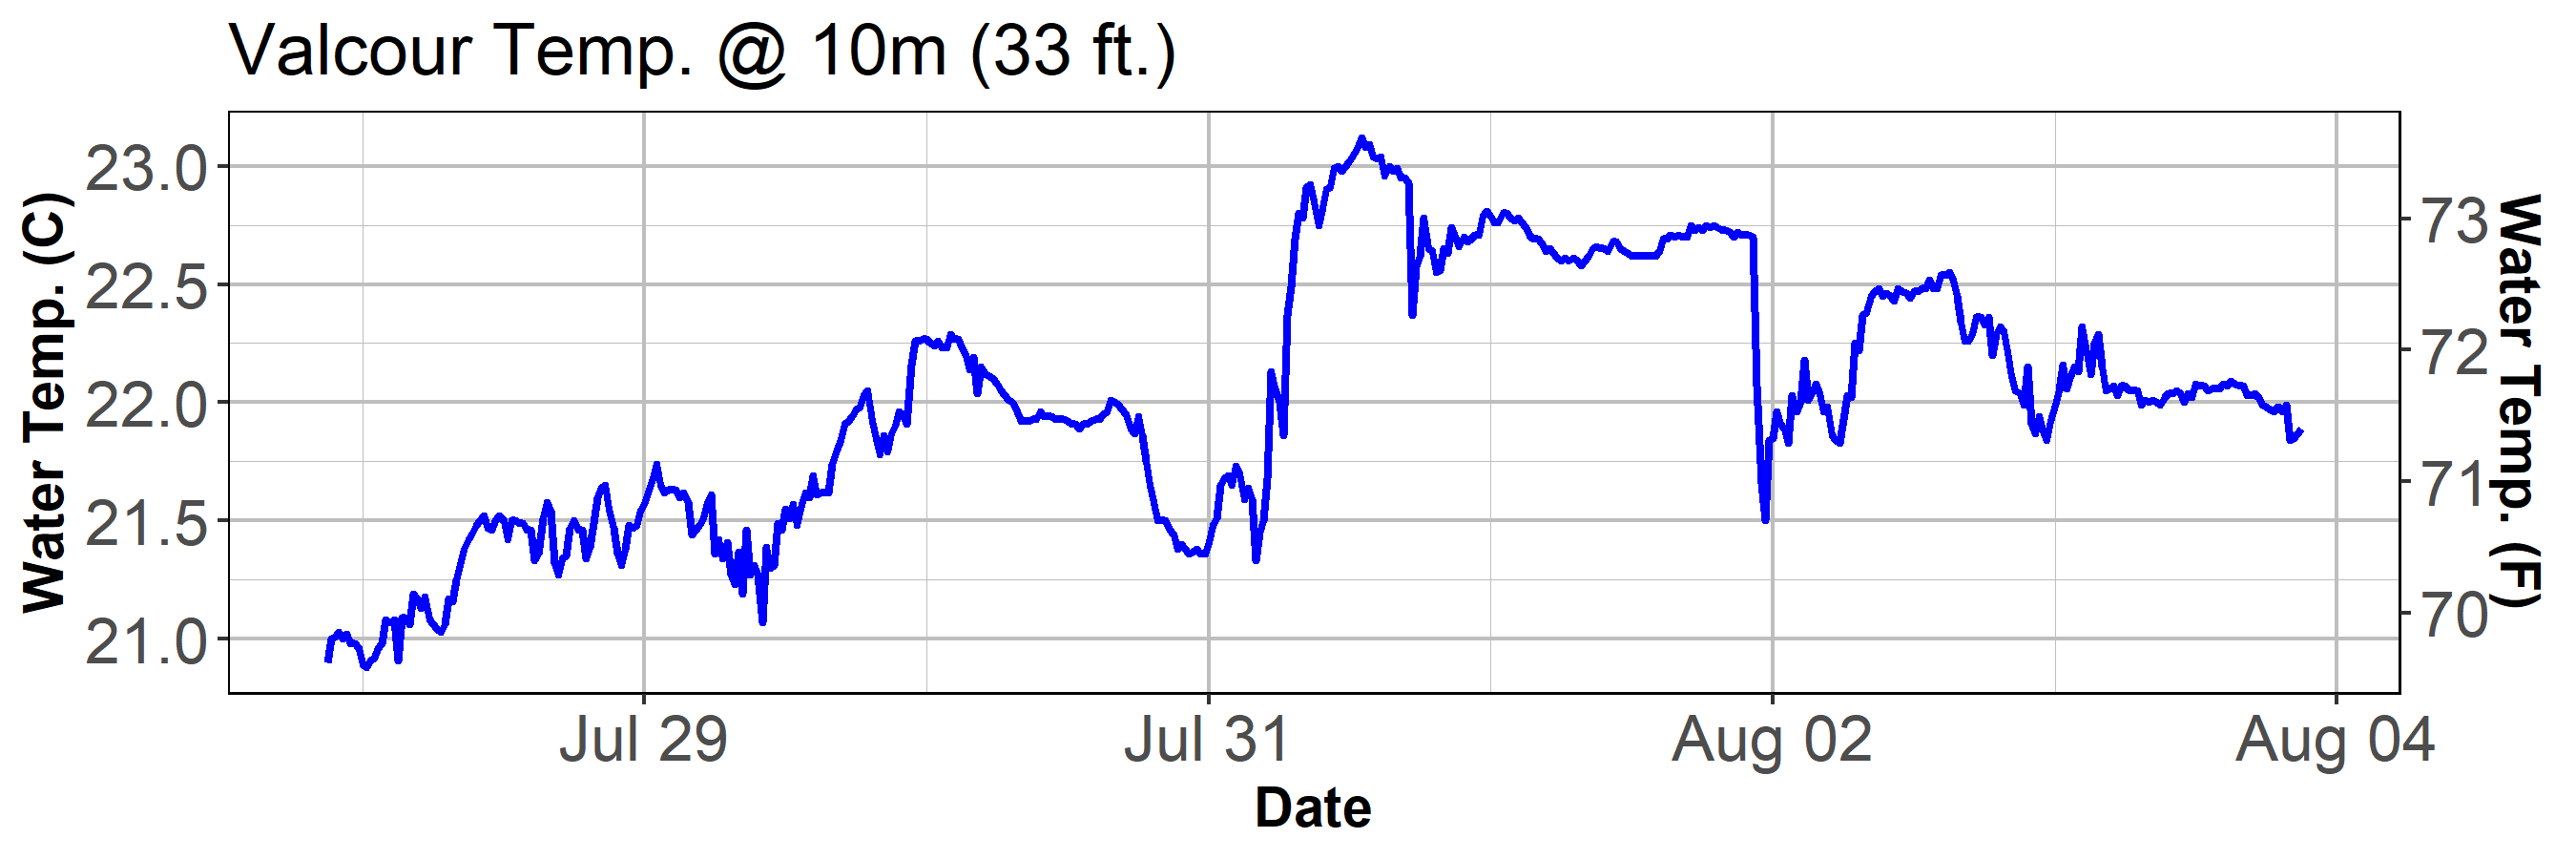 Valcour Temp. @ 10m (33 ft.)
Water Temp. (C)
23.0
22.5
22.0
21.5
21.0
73
72
71
70
Water Temp. (F)
Jul 29
Jul 31
Aug 02
Aug 04
Date